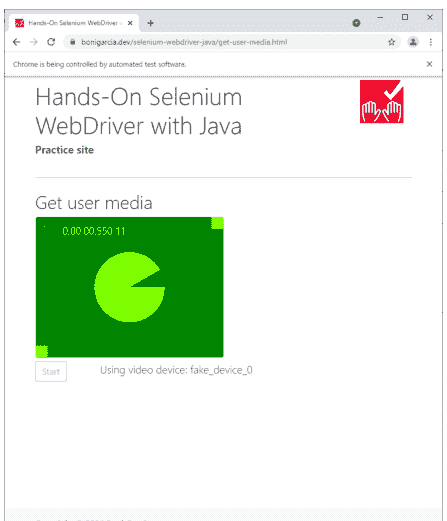 Hands-On Selenium WebDriver
bonigarcia.dev/selenium-webdriver-java/get-user-media.html
Chrome is being controlled by automated test software.
Hands-On Selenium
WebDriver with Java
Practice site
Get user media
0:00:00.950 11
Start
Using video device: fake_device_0